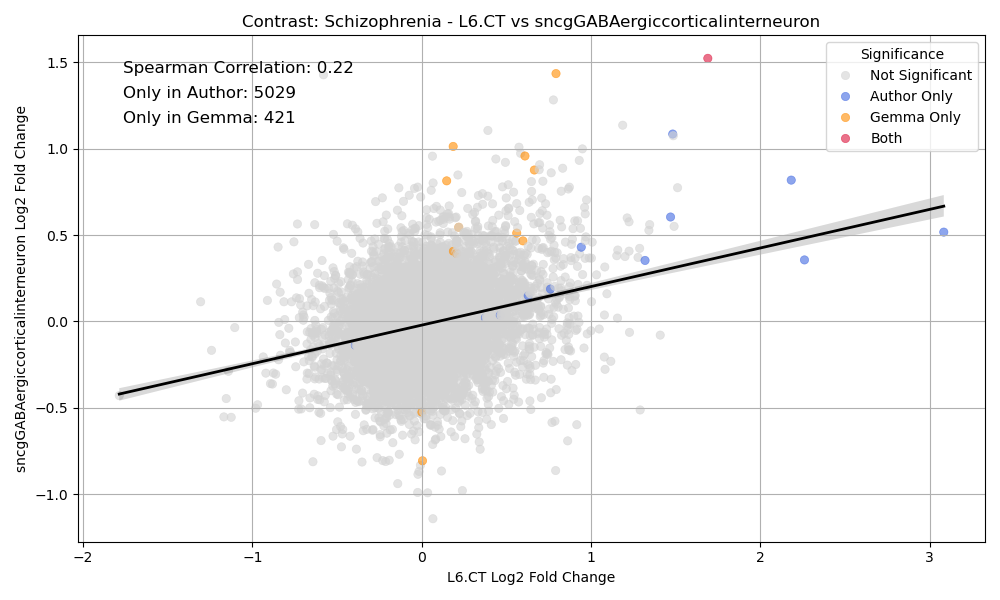 Contrast: Schizophrenia - L6.CT vs sncgGABAergiccorticalinterneuron
Spearman Correlation: 0.22
Only in Author: 5029
Only in Gemma: 421
Significance
Not Significant
Author Only
Gemma Only
Both
sncgGABAergiccorticalinterneuron Log2 Fold Change
1.5
1.0
0.5
0.0
−0.5
−1.0
−2
−1
0
1
2
3
L6.CT Log2 Fold Change